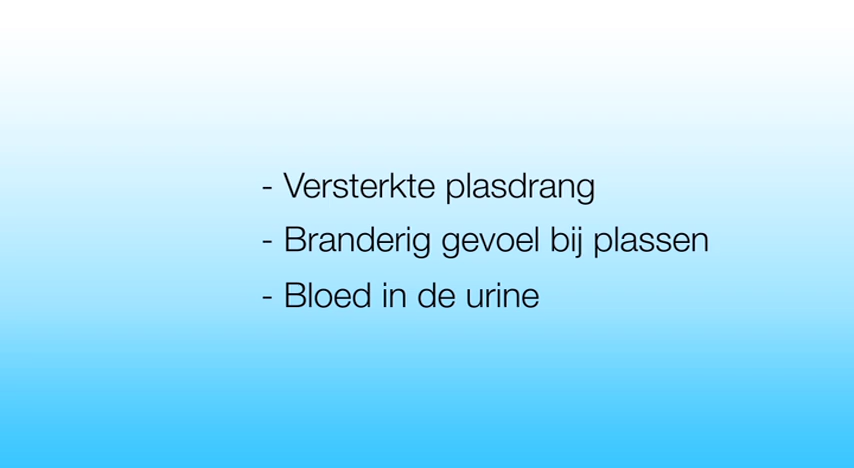 - Versterkte plasdrang
- Branderig gevoel bij plassen
- Bloed in de urine